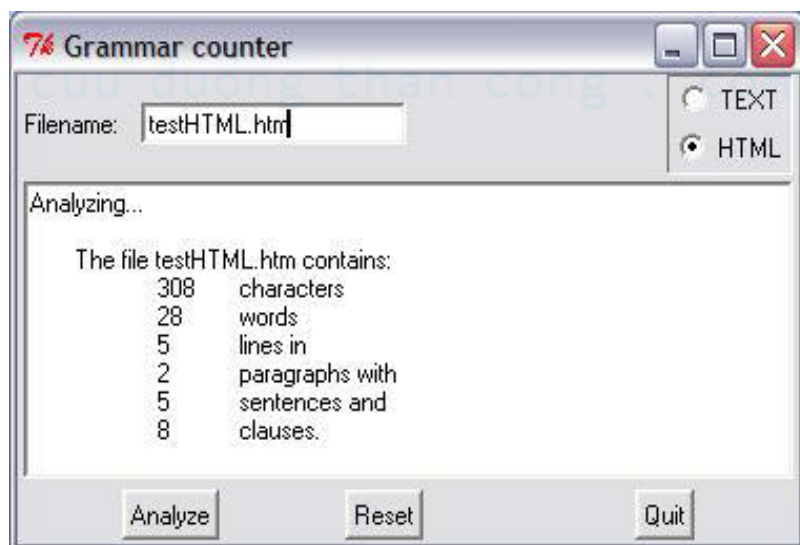 7% Grammar counter
cuu duong than cong .
TEXT
Filename: testHTML.htm
HTML
Analyzing...
The file testHTML.htm contains:
308 characters
28 words
5 lines in
2 paragraphs with
5 sentences and
8 clauses.
Analyze Reset Quit